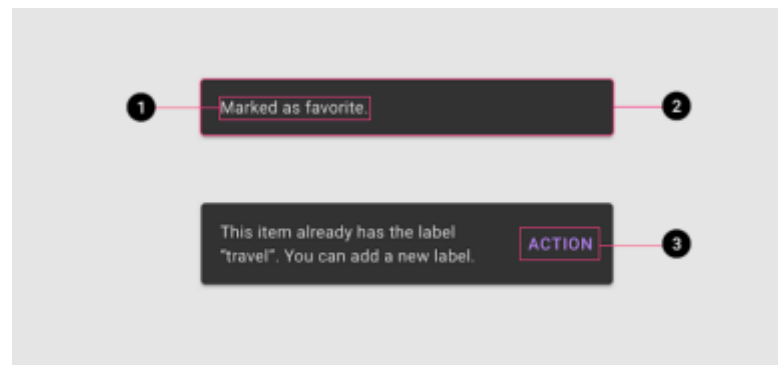 1
Marked as favorite.
2
This item already has the label
“travel”. You can add a new label.
ACTION
3